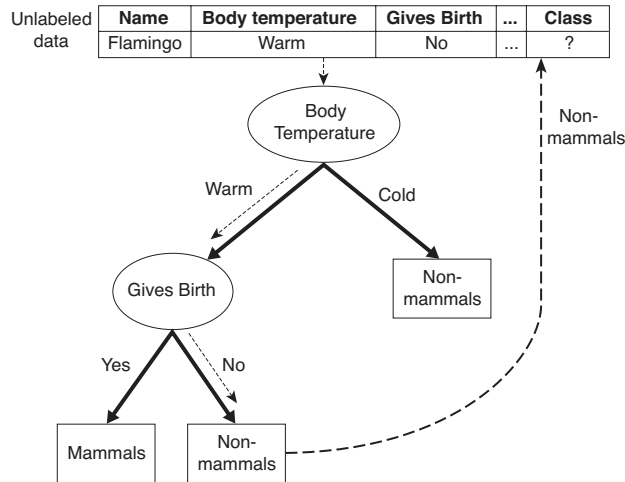 Unlabeled data
Name Body temperature Gives Birth ... Class
Flamingo Warm No ... ?
Non-
mammals
Body
Temperature
Warm
Cold
Gives Birth
Non-
mammals
Yes
No
Mammals
Non-
mammals